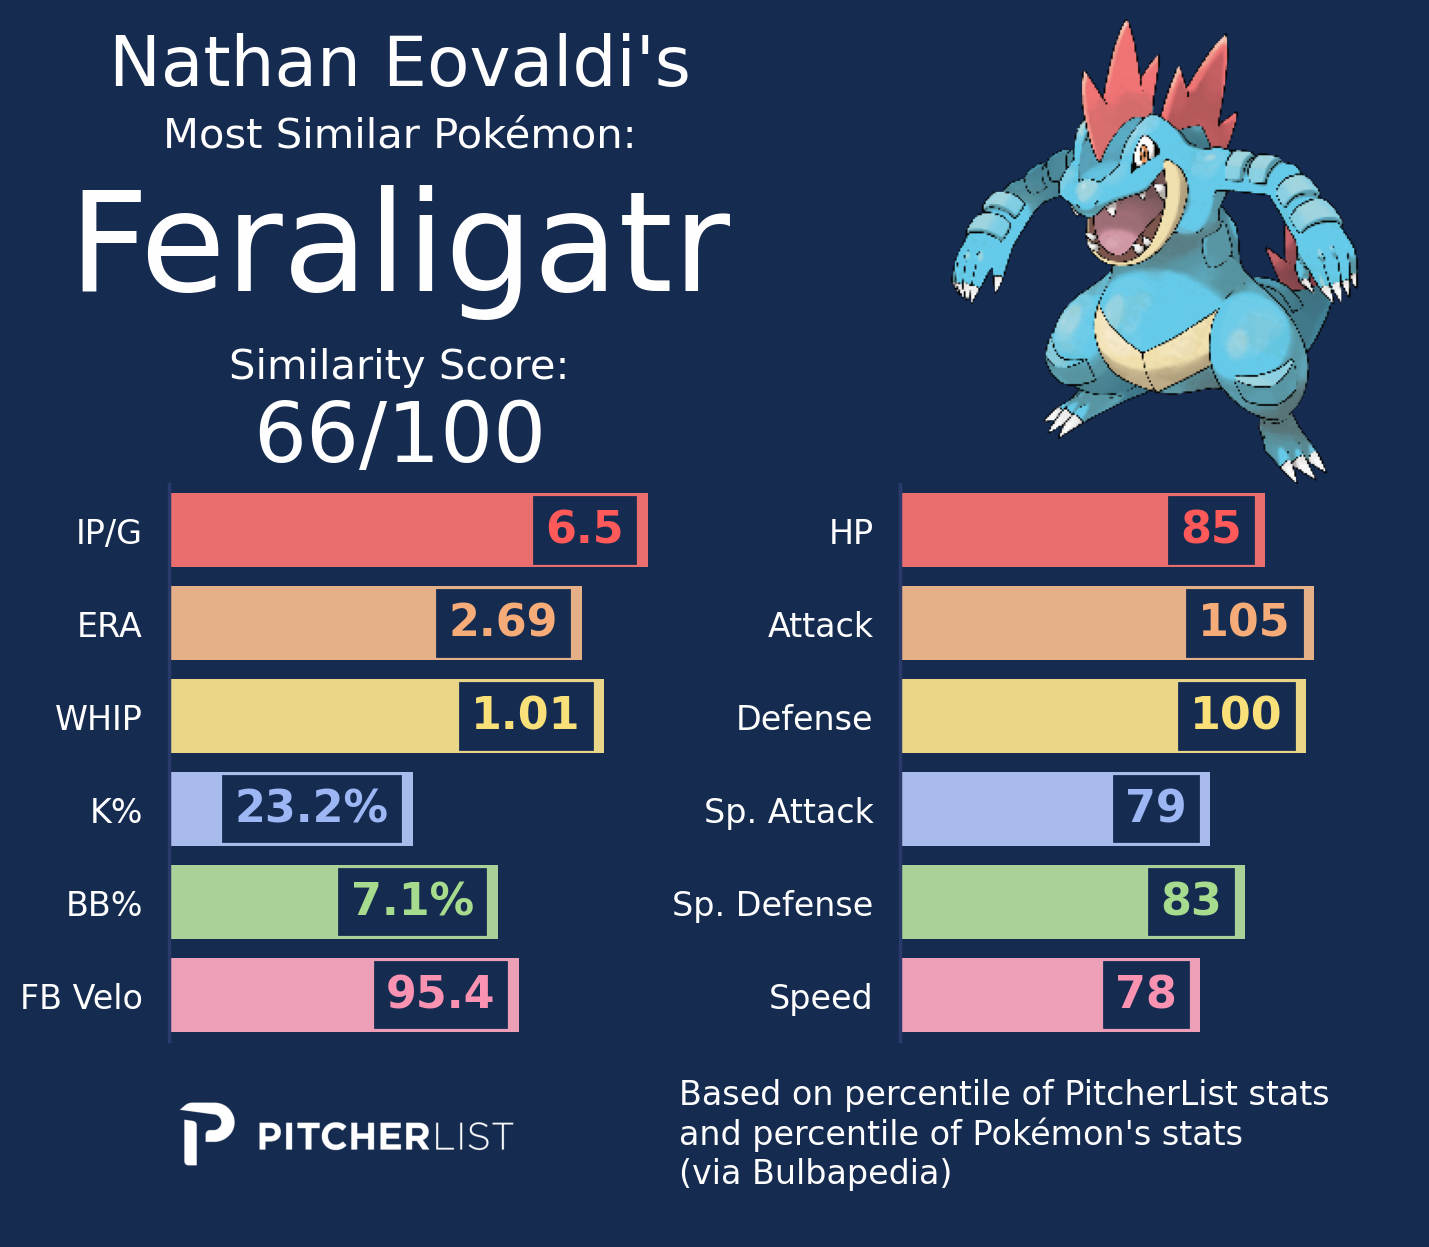 Nathan Eovaldi's
Most Similar Pokémon:
Feraligatr
Similarity Score:
66/100
IP/G 6.5
ERA 2.69
WHIP 1.01
K% 23.2%
BB% 7.1%
FB Velo 95.4
HP 85
Attack 105
Defense 100
Sp. Attack 79
Sp. Defense 83
Speed 78
PITCHERLIST
Based on percentile of PitcherList stats
and percentile of Pokémon's stats
(via Bulbapedia)